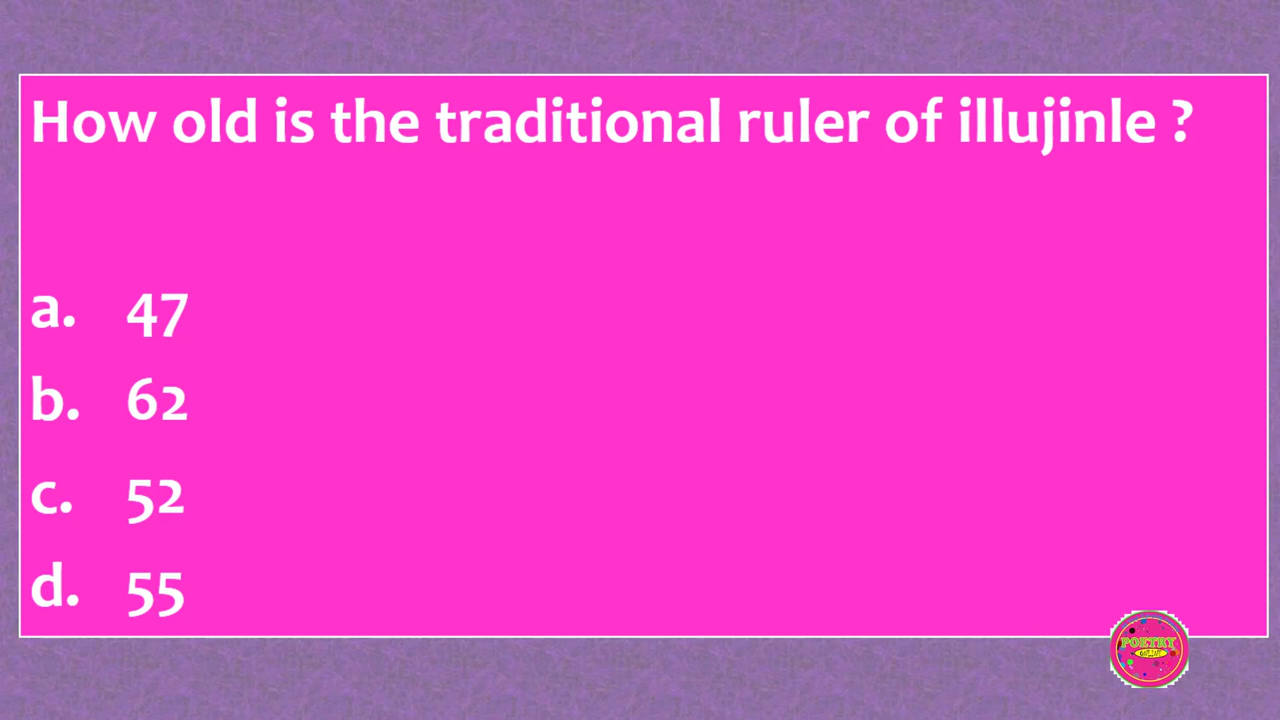 How old is the traditional ruler of illujinle ?
a. 47
b. 62
c. 52
d. 55
POETRY